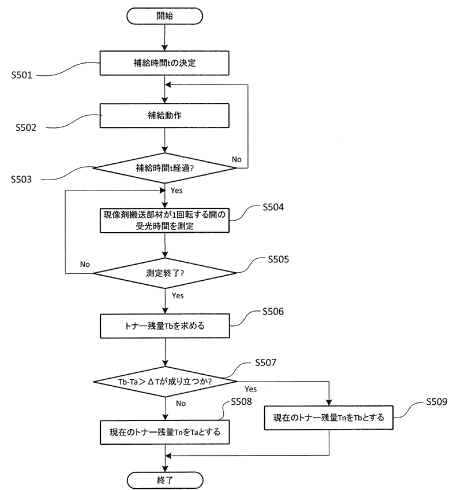 開始
補給時間tの決定
S501
補給動作
S502
補給時間t経過?
No
S503
Yes
現像剤搬送部材が1回転する間の
受光時間を測定
S504
測定終了?
No
S505
Yes
トナー残量Tbを求める
S506
Tb-Ta>ΔTが成り立つか?
S507
Yes
No
現在のトナー残量TnをTaとする
S508
現在のトナー残量TnをTbとする
S509
終了